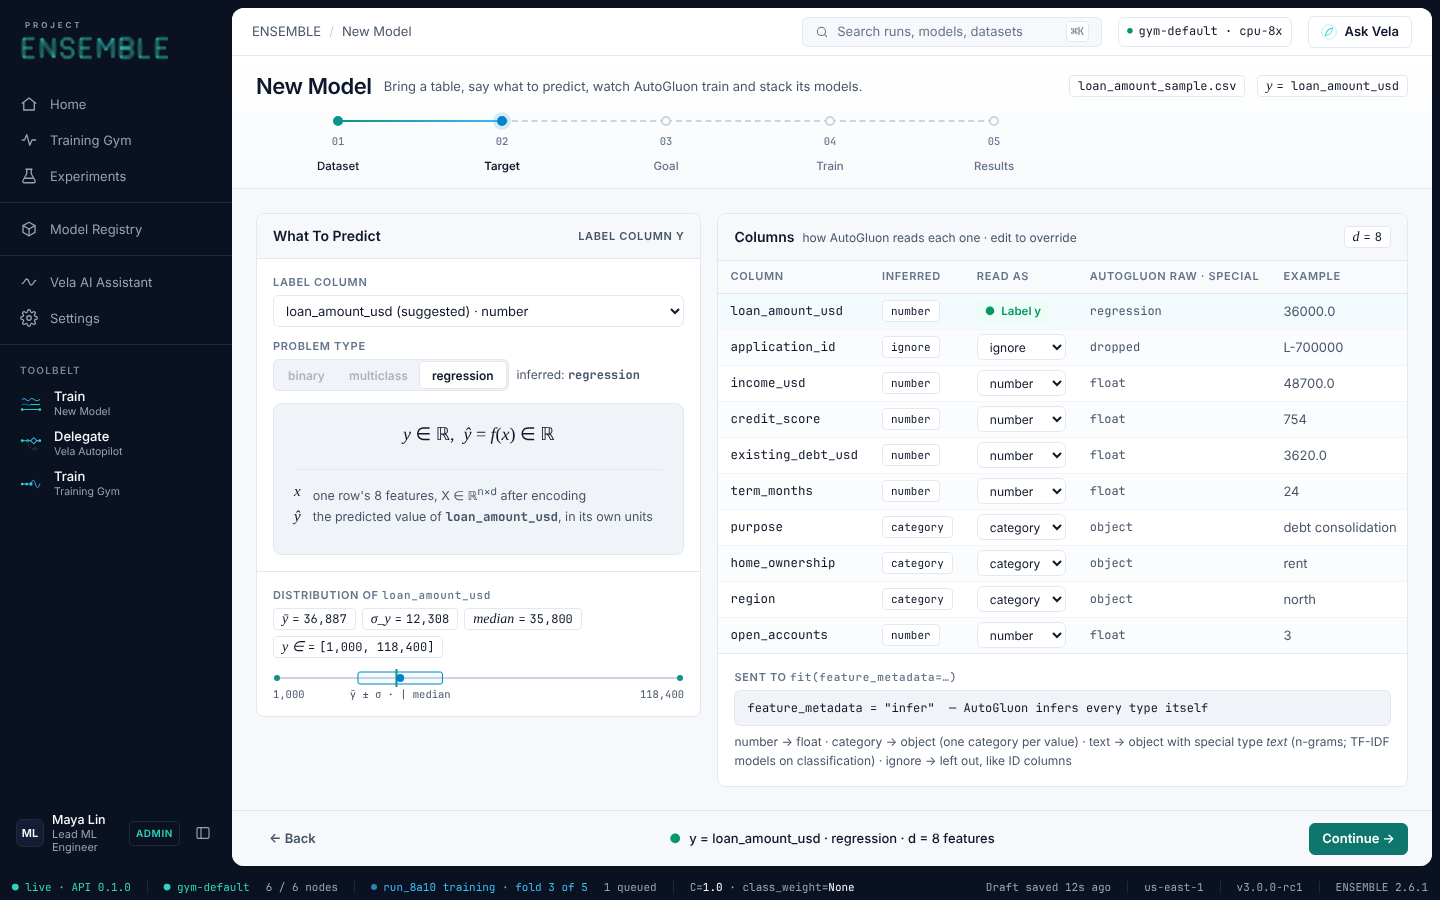 PROJECT
ENSEMBLE
Home
Training Gym
Experiments
Model Registry
Vela AI Assistant
Settings
TOOLBELT
Train
New Model
Delegate
Vela Autopilot
Train
Training Gym
ML
Maya Lin
Lead ML
Engineer
ADMIN
ENSEMBLE / New Model
Search runs, models, datasets
⌘K
gym-default · cpu-8x
Ask Vela
New Model
Bring a table, say what to predict, watch AutoGluon train and stack its models.
loan_amount_sample.csv
y = loan_amount_usd
01 02 03 04 05
Dataset Target Goal Train Results
What To Predict
LABEL COLUMN Y
LABEL COLUMN
loan_amount_usd (suggested) · number
PROBLEM TYPE
binary multiclass regression inferred: regression
y ∈ ℝ, ŷ = f(x) ∈ ℝ
x one row's 8 features, X ∈ ℝⁿˣᵈ after encoding
ŷ the predicted value of loan_amount_usd, in its own units
DISTRIBUTION OF loan_amount_usd
ȳ = 36,887 σ_y = 12,308 median = 35,800
y ∈ = [1,000, 118,400]
1,000 ȳ ± σ · | median 118,400
Columns how AutoGluon reads each one · edit to override
d = 8
COLUMN INFERRED READ AS AUTOGLUON RAW · SPECIAL EXAMPLE
loan_amount_usd number Label y regression 36000.0
application_id ignore ignore dropped L-700000
income_usd number number float 48700.0
credit_score number number float 754
existing_debt_usd number number float 3620.0
term_months number number float 24
purpose category category object debt consolidation
home_ownership category category object rent
region category category object north
open_accounts number number float 3
SENT TO fit(feature_metadata=…)
feature_metadata = "infer" — AutoGluon infers every type itself
number → float · category → object (one category per value) · text → object with special type text (n-grams; TF-IDF
models on classification) · ignore → left out, like ID columns
← Back
y = loan_amount_usd · regression · d = 8 features
Continue →
live · API 0.1.0
gym-default 6 / 6 nodes
run_8a10 training · fold 3 of 5 1 queued
C=1.0 · class_weight=None
Draft saved 12s ago
us-east-1
v3.0.0-rc1
ENSEMBLE 2.6.1